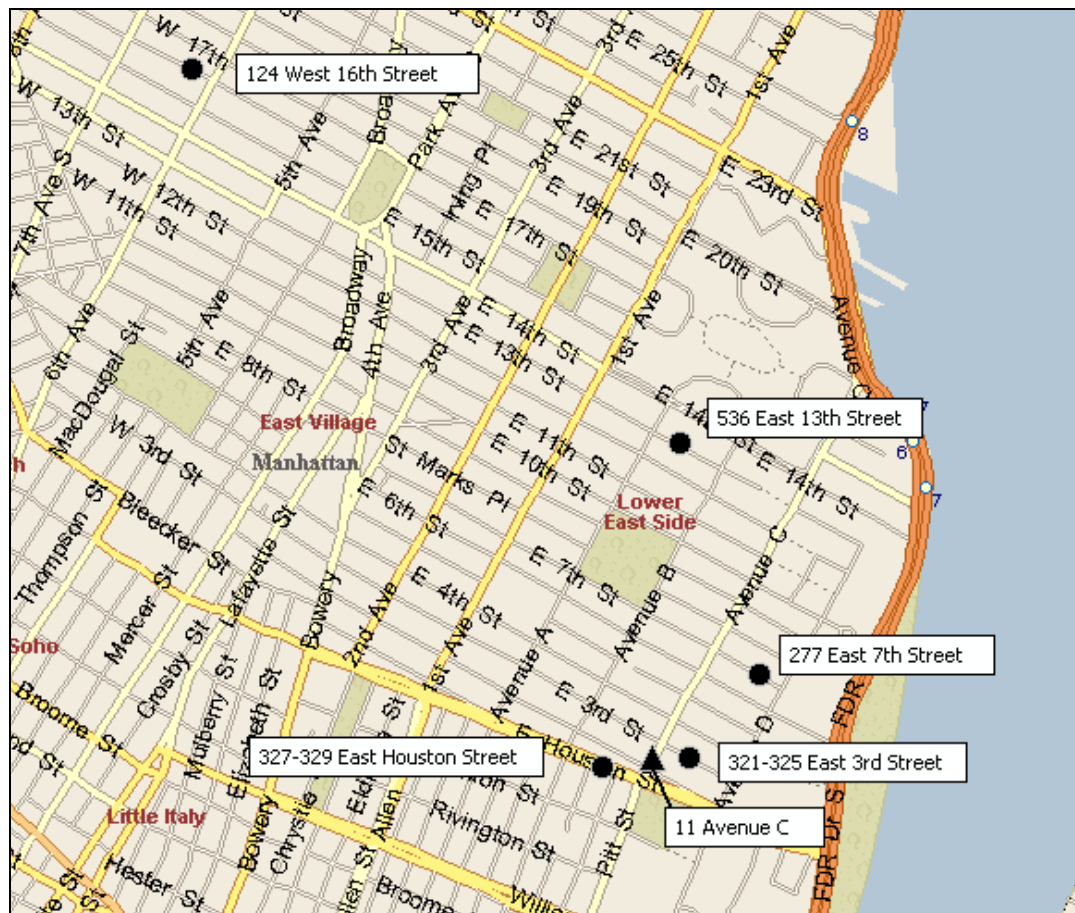 W 17th
124 West 16th Street
Broadway
Park Av
3rd
E 25th St
1st Ave
W 13th St
5th Ave
Irving Pl
3rd Ave
E 21st St
8
7th Ave S
W 12th St
W 11th St
E 19th St
E 23rd St
E 17th St
E 15th St
E 20th St
Broadway
4th Ave
6th Ave
5th Ave
MacDougal St
E 8th St
3rd Ave
E 14th St
E 13th St
1st Ave
Avenue C
7
536 East 13th Street
E 14th St
6
East Village
Manhattan
W 3rd St
St Marks Pl
E 11th St
E 10th St
E 14th St
7
Lower
East Side
Bleecker St
E 6th St
Thompson St
Lafayette St
E 7th St
Avenue C
Mercer St
Bowery
E 4th St
Avenue B
Soho
Crosby St
2nd Ave
1st Ave
Avenue A
277 East 7th Street
Broome St
Mulberry St
Elizabeth St
E 3rd St
FDR
327-329 East Houston Street
E Houston St
321-325 East 3rd Street
Little Italy
Bowery
Chrystie
Allen
Rivington St
Pitt St
11 Avenue C
FDR Dr S
Hester St
Broome